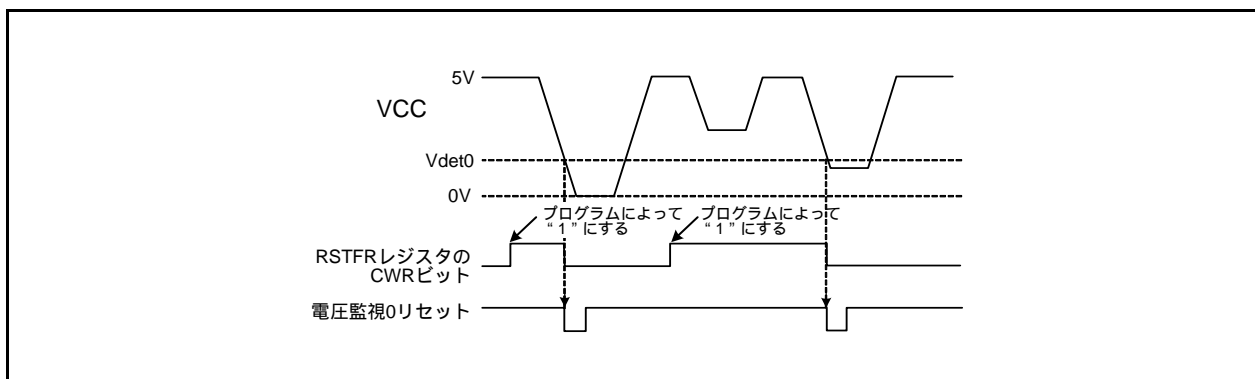 5V
VCC
Vdet0
0V
プログラムによって
“1”にする
プログラムによって
“1”にする
RSTFRレジスタの
CWRビット
電圧監視0リセット